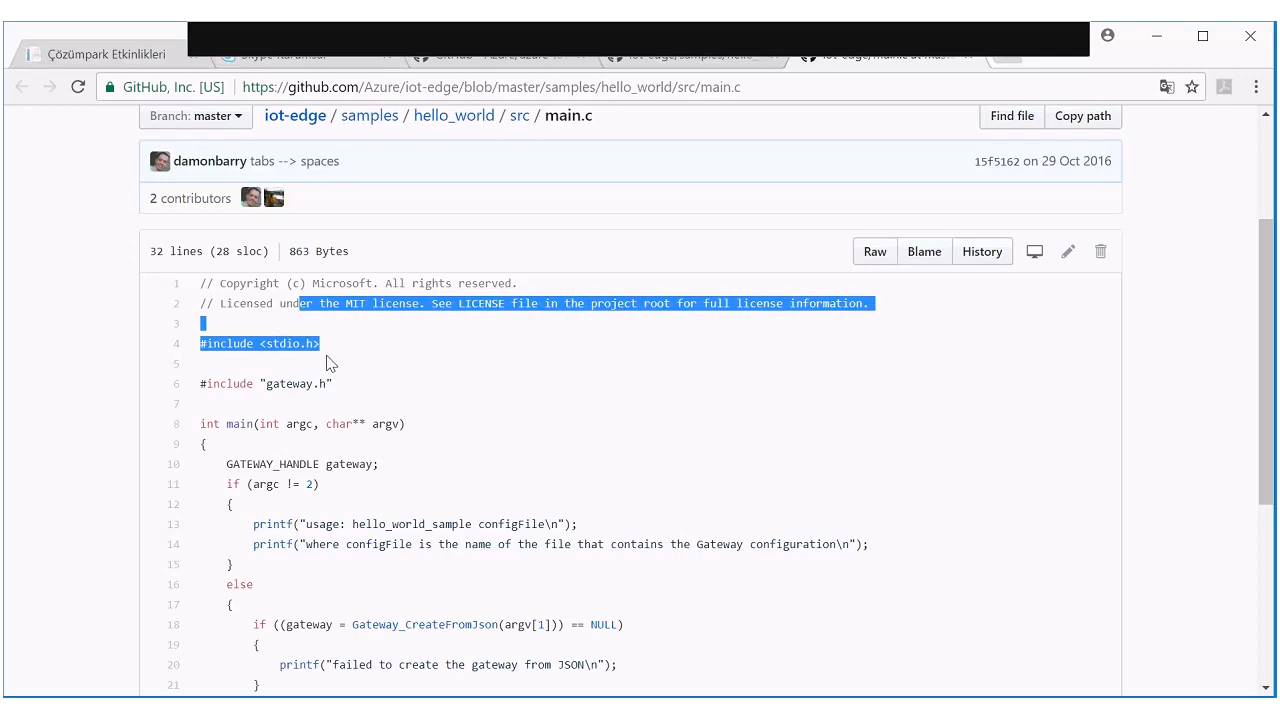 Çözümpark Etkinlikleri
GitHub, Inc. [US] https://github.com/Azure/iot-edge/blob/master/samples/hello_world/src/main.c
Branch: master iot-edge / samples / hello_world / src / main.c Find file Copy path
damonbarry tabs --> spaces 15f5162 on 29 Oct 2016
2 contributors
32 lines (28 sloc) 863 Bytes Raw Blame History
1 // Copyright (c) Microsoft. All rights reserved.
2 // Licensed under the MIT license. See LICENSE file in the project root for full license information.
3
4 #include <stdio.h>
5
6 #include "gateway.h"
7
8 int main(int argc, char** argv)
9 {
10 GATEWAY_HANDLE gateway;
11 if (argc != 2)
12 {
13 printf("usage: hello_world_sample configFile\n");
14 printf("where configFile is the name of the file that contains the Gateway configuration\n");
15 }
16 else
17 {
18 if ((gateway = Gateway_CreateFromJson(argv[1])) == NULL)
19 {
20 printf("failed to create the gateway from JSON\n");
21 }